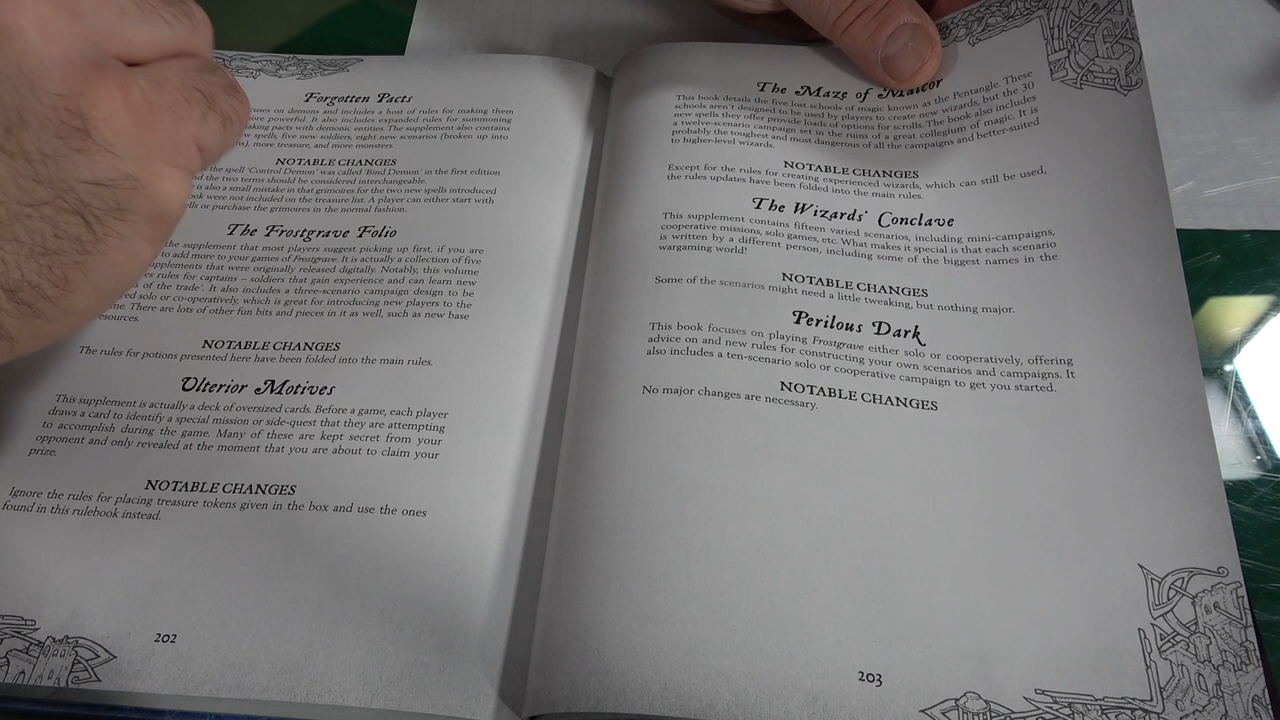 Forgotten Pacts
uses on demons and includes a host of rules for making them
ore powerful. It also includes expanded rules for summoning
aking pacts with demonic entities. The supplement also contains
w spells, five new soldiers, eight new scenarios (broken up into
), more treasure, and more monsters.
NOTABLE CHANGES
the spell 'Control Demon' was called 'Bind Demon' in the first edition
nd the two terms should be considered interchangeable.
is also a small mistake in that grimoires for the two new spells introduced
ook were not included on the treasure list. A player can either start with
ells or purchase the grimoires in the normal fashion.
The Frostgrave Folio
the supplement that most players suggest picking up first, if you are
to add more to your games of Frostgrave. It is actually a collection of five
upplements that were originally released digitally. Notably, this volume
es rules for captains – soldiers that gain experience and can learn new
s of the trade'. It also includes a three-scenario campaign design to be
ed solo or co-operatively, which is great for introducing new players to the
me. There are lots of other fun bits and pieces in it as well, such as new base
esources.
NOTABLE CHANGES
The rules for potions presented here have been folded into the main rules.
Ulterior Motives
This supplement is actually a deck of oversized cards. Before a game, each player
draws a card to identify a special mission or side-quest that they are attempting
to accomplish during the game. Many of these are kept secret from your
opponent and only revealed at the moment that you are about to claim your
prize.
NOTABLE CHANGES
Ignore the rules for placing treasure tokens given in the box and use the ones
found in this rulebook instead.
202
The Maze of Malcor
This book details the five lost schools of magic known as the Pentangle. These
schools aren't designed to be used by players to create new wizards, but the 30
new spells they offer provide loads of options for scrolls. The book also includes
a twelve-scenario campaign set in the ruins of a great collegium of magic. It is
probably the toughest and most dangerous of all the campaigns and better-suited
to higher-level wizards.
NOTABLE CHANGES
Except for the rules for creating experienced wizards, which can still be used,
the rules updates have been folded into the main rules.
The Wizards' Conclave
This supplement contains fifteen varied scenarios, including mini-campaigns,
cooperative missions, solo games, etc. What makes it special is that each scenario
is written by a different person, including some of the biggest names in the
wargaming world!
NOTABLE CHANGES
Some of the scenarios might need a little tweaking, but nothing major.
Perilous Dark
This book focuses on playing Frostgrave either solo or cooperatively, offering
advice on and new rules for constructing your own scenarios and campaigns. It
also includes a ten-scenario solo or cooperative campaign to get you started.
NOTABLE CHANGES
No major changes are necessary.
203